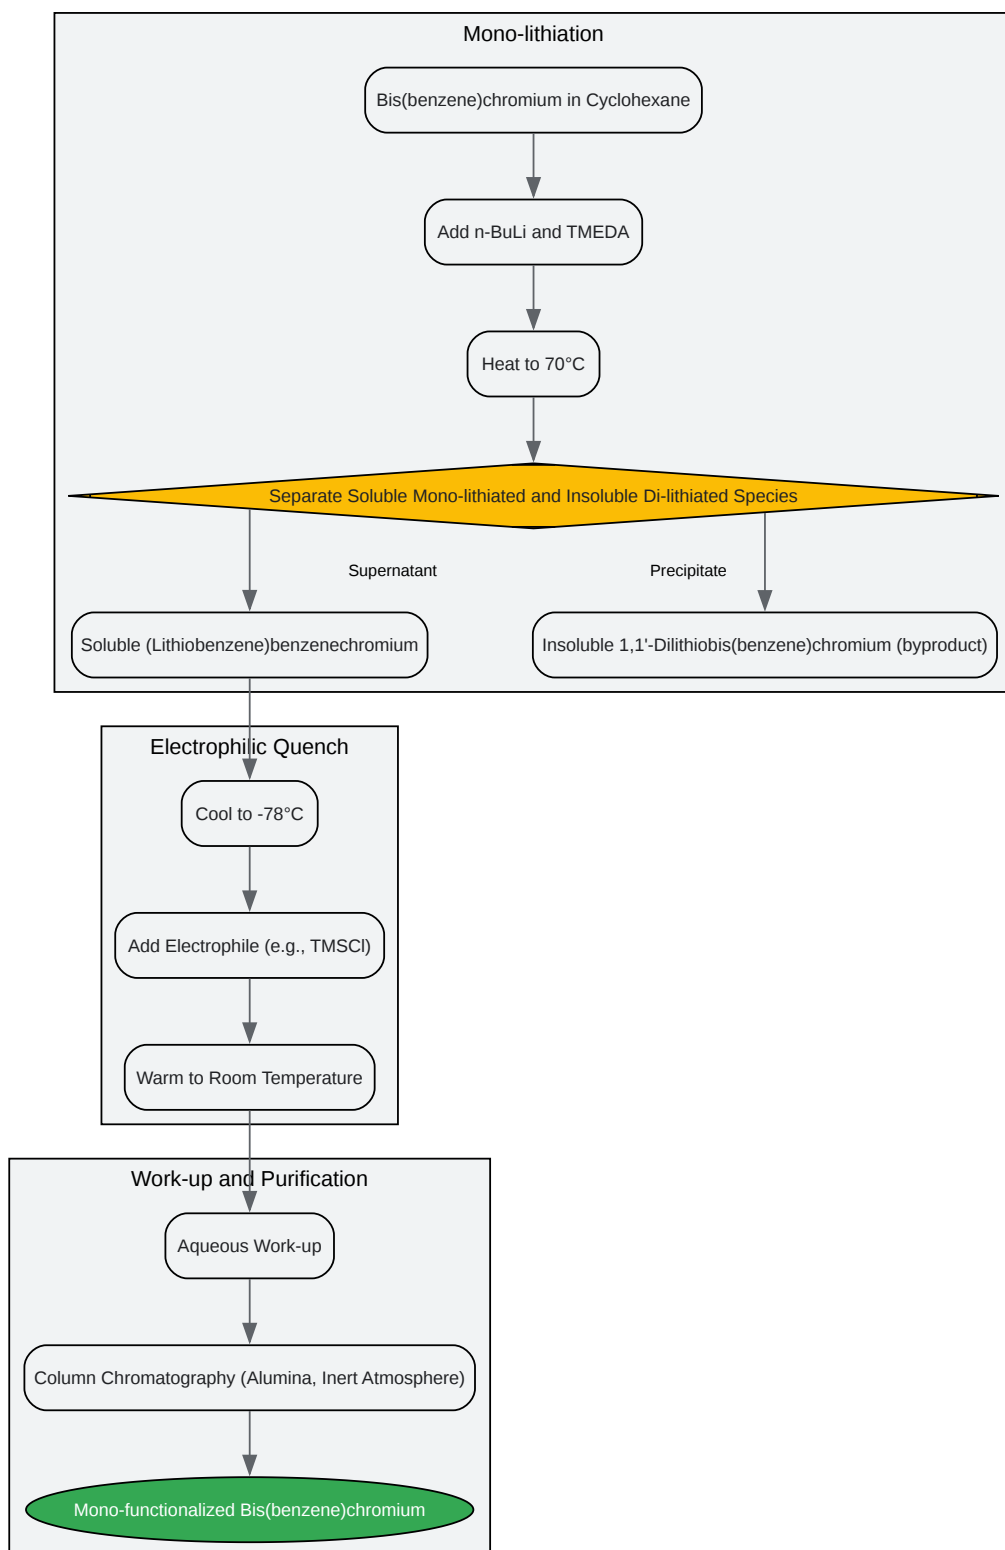 Mono-lithiation
Bis(benzene)chromium in Cyclohexane
Add n-BuLi and TMEDA
Heat to 70°C
Separate Soluble Mono-lithiated and Insoluble Di-lithiated Species
Supernatant
Precipitate
Soluble (Lithiobenzene)benzenechromium
Insoluble 1,1'-Dilithiobis(benzene)chromium (byproduct)
Electrophilic Quench
Cool to -78°C
Add Electrophile (e.g., TMSCl)
Warm to Room Temperature
Work-up and Purification
Aqueous Work-up
Column Chromatography (Alumina, Inert Atmosphere)
Mono-functionalized Bis(benzene)chromium